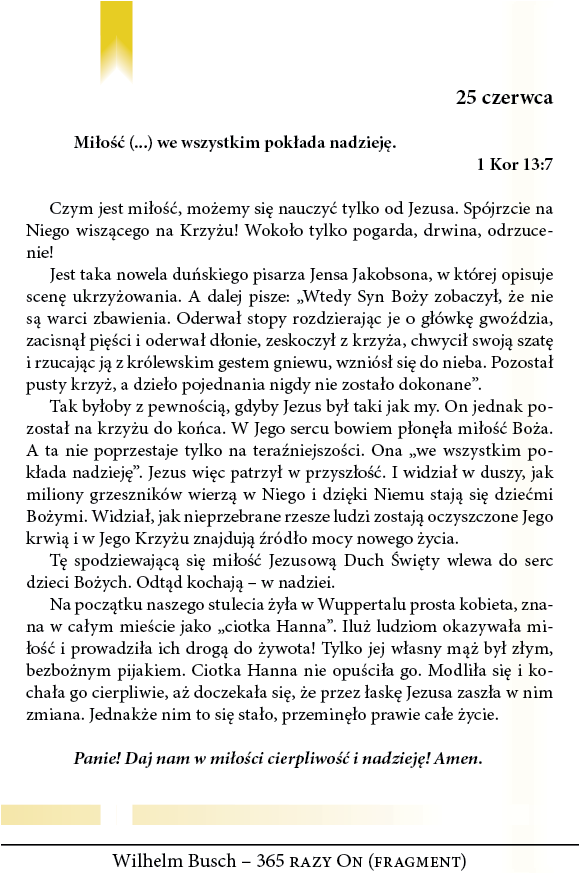 25 czerwca
Miłość (...) we wszystkim pokłada nadzieję.
1 Kor 13:7
Czym jest miłość, możemy się nauczyć tylko od Jezusa. Spójrzcie na
Niego wiszącego na Krzyżu! Wokoło tylko pogarda, drwina, odrzuce-
nie!
Jest taka nowela duńskiego pisarza Jensa Jakobsona, w której opisuje
scenę ukrzyżowania. A dalej pisze: „Wtedy Syn Boży zobaczył, że nie
są warci zbawienia. Oderwał stopy rozdzierając je o główkę gwoździa,
zacisnął pięści i oderwał dłonie, zeskoczył z krzyża, chwycił swoją szatę
i rzucając ją z królewskim gestem gniewu, wzniósł się do nieba. Pozostał
pusty krzyż, a dzieło pojednania nigdy nie zostało dokonane”.
Tak byłoby z pewnością, gdyby Jezus był taki jak my. On jednak po-
został na krzyżu do końca. W Jego sercu bowiem płonęła miłość Boża.
A ta nie poprzestaje tylko na teraźniejszości. Ona „we wszystkim po-
kłada nadzieję”. Jezus więc patrzył w przyszłość. I widział w duszy, jak
miliony grzeszników wierzą w Niego i dzięki Niemu stają się dziećmi
Bożymi. Widział, jak nieprzebrane rzesze ludzi zostają oczyszczone Jego
krwią i w Jego Krzyżu znajdują źródło mocy nowego życia.
Tę spodziewającą się miłość Jezusową Duch Święty wlewa do serc
dzieci Bożych. Odtąd kochają – w nadziei.
Na początku naszego stulecia żyła w Wuppertalu prosta kobieta, zna-
na w całym mieście jako „ciotka Hanna”. Iluż ludziom okazywała mi-
łość i prowadziła ich drogą do żywota! Tylko jej własny mąż był złym,
bezbożnym pijakiem. Ciotka Hanna nie opuściła go. Modliła się i ko-
chała go cierpliwie, aż doczekała się, że przez łaskę Jezusa zaszła w nim
zmiana. Jednakże nim to się stało, przeminęło prawie całe życie.
Panie! Daj nam w miłości cierpliwość i nadzieję! Amen.
Wilhelm Busch – 365 razy On (fragment)